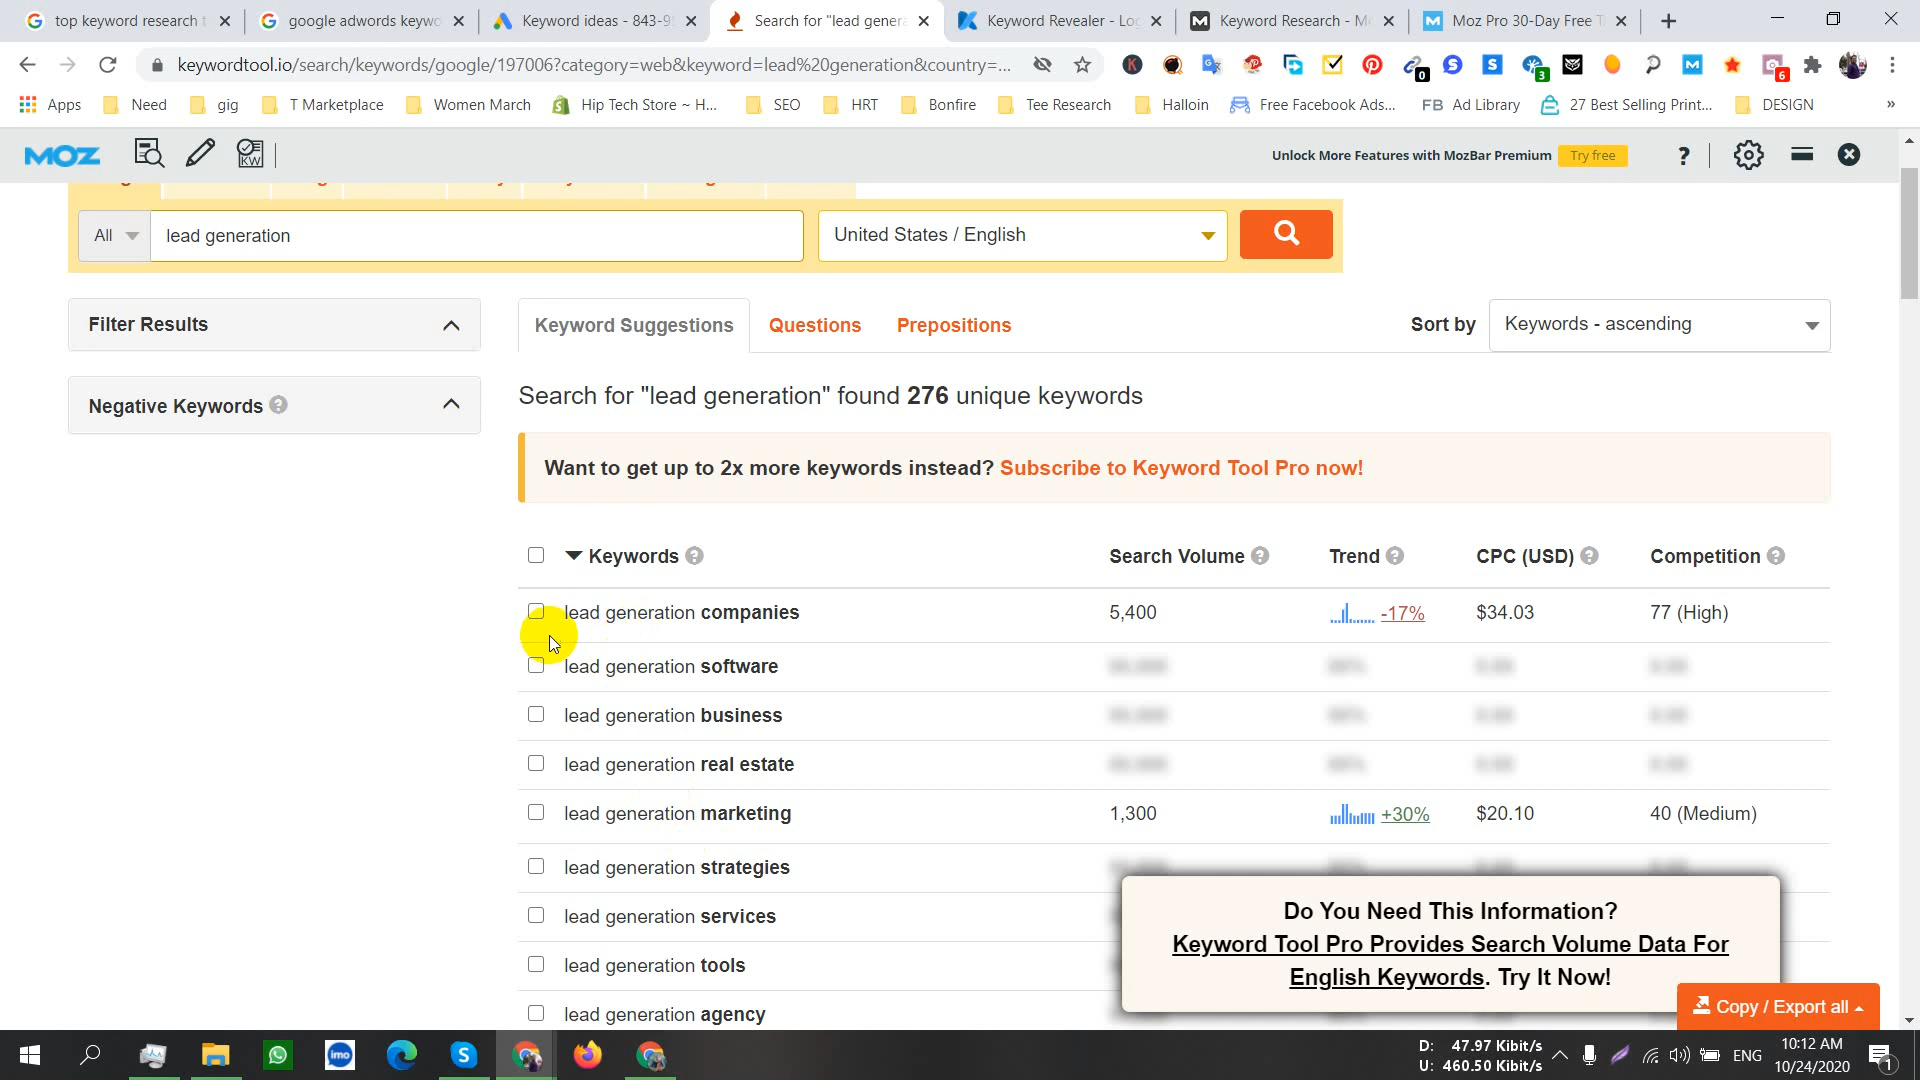 top keyword research t
google adwords keywo
Keyword ideas - 843-9
Search for "lead genera
Keyword Revealer - Lo
Keyword Research - M
Moz Pro 30-Day Free T
keywordtool.io/search/keywords/google/197006?category=web&keyword=lead%20generation&country=...
0
3
6
Apps
Need
gig
T Marketplace
Women March
Hip Tech Store ~ H...
SEO
HRT
Bonfire
Tee Research
Halloin
Free Facebook Ads...
FB Ad Library
27 Best Selling Print...
DESIGN
»
MOZ
KW
Unlock More Features with MozBar Premium
Try free
?
All
lead generation
United States / English
Filter Results
Negative Keywords ?
Keyword Suggestions
Questions
Prepositions
Sort by
Keywords - ascending
Search for "lead generation" found 276 unique keywords
Want to get up to 2x more keywords instead? Subscribe to Keyword Tool Pro now!
Keywords ? Search Volume ? Trend ? CPC (USD) ? Competition ?
lead generation companies 5,400 -17% $34.03 77 (High)
lead generation software
lead generation business
lead generation real estate
lead generation marketing 1,300 +30% $20.10 40 (Medium)
lead generation strategies
lead generation services
lead generation tools
lead generation agency
Do You Need This Information?
Keyword Tool Pro Provides Search Volume Data For
English Keywords. Try It Now!
Copy / Export all
imo
D: 47.97 Kibit/s
U: 460.50 Kibit/s
ENG
10:12 AM
10/24/2020
1